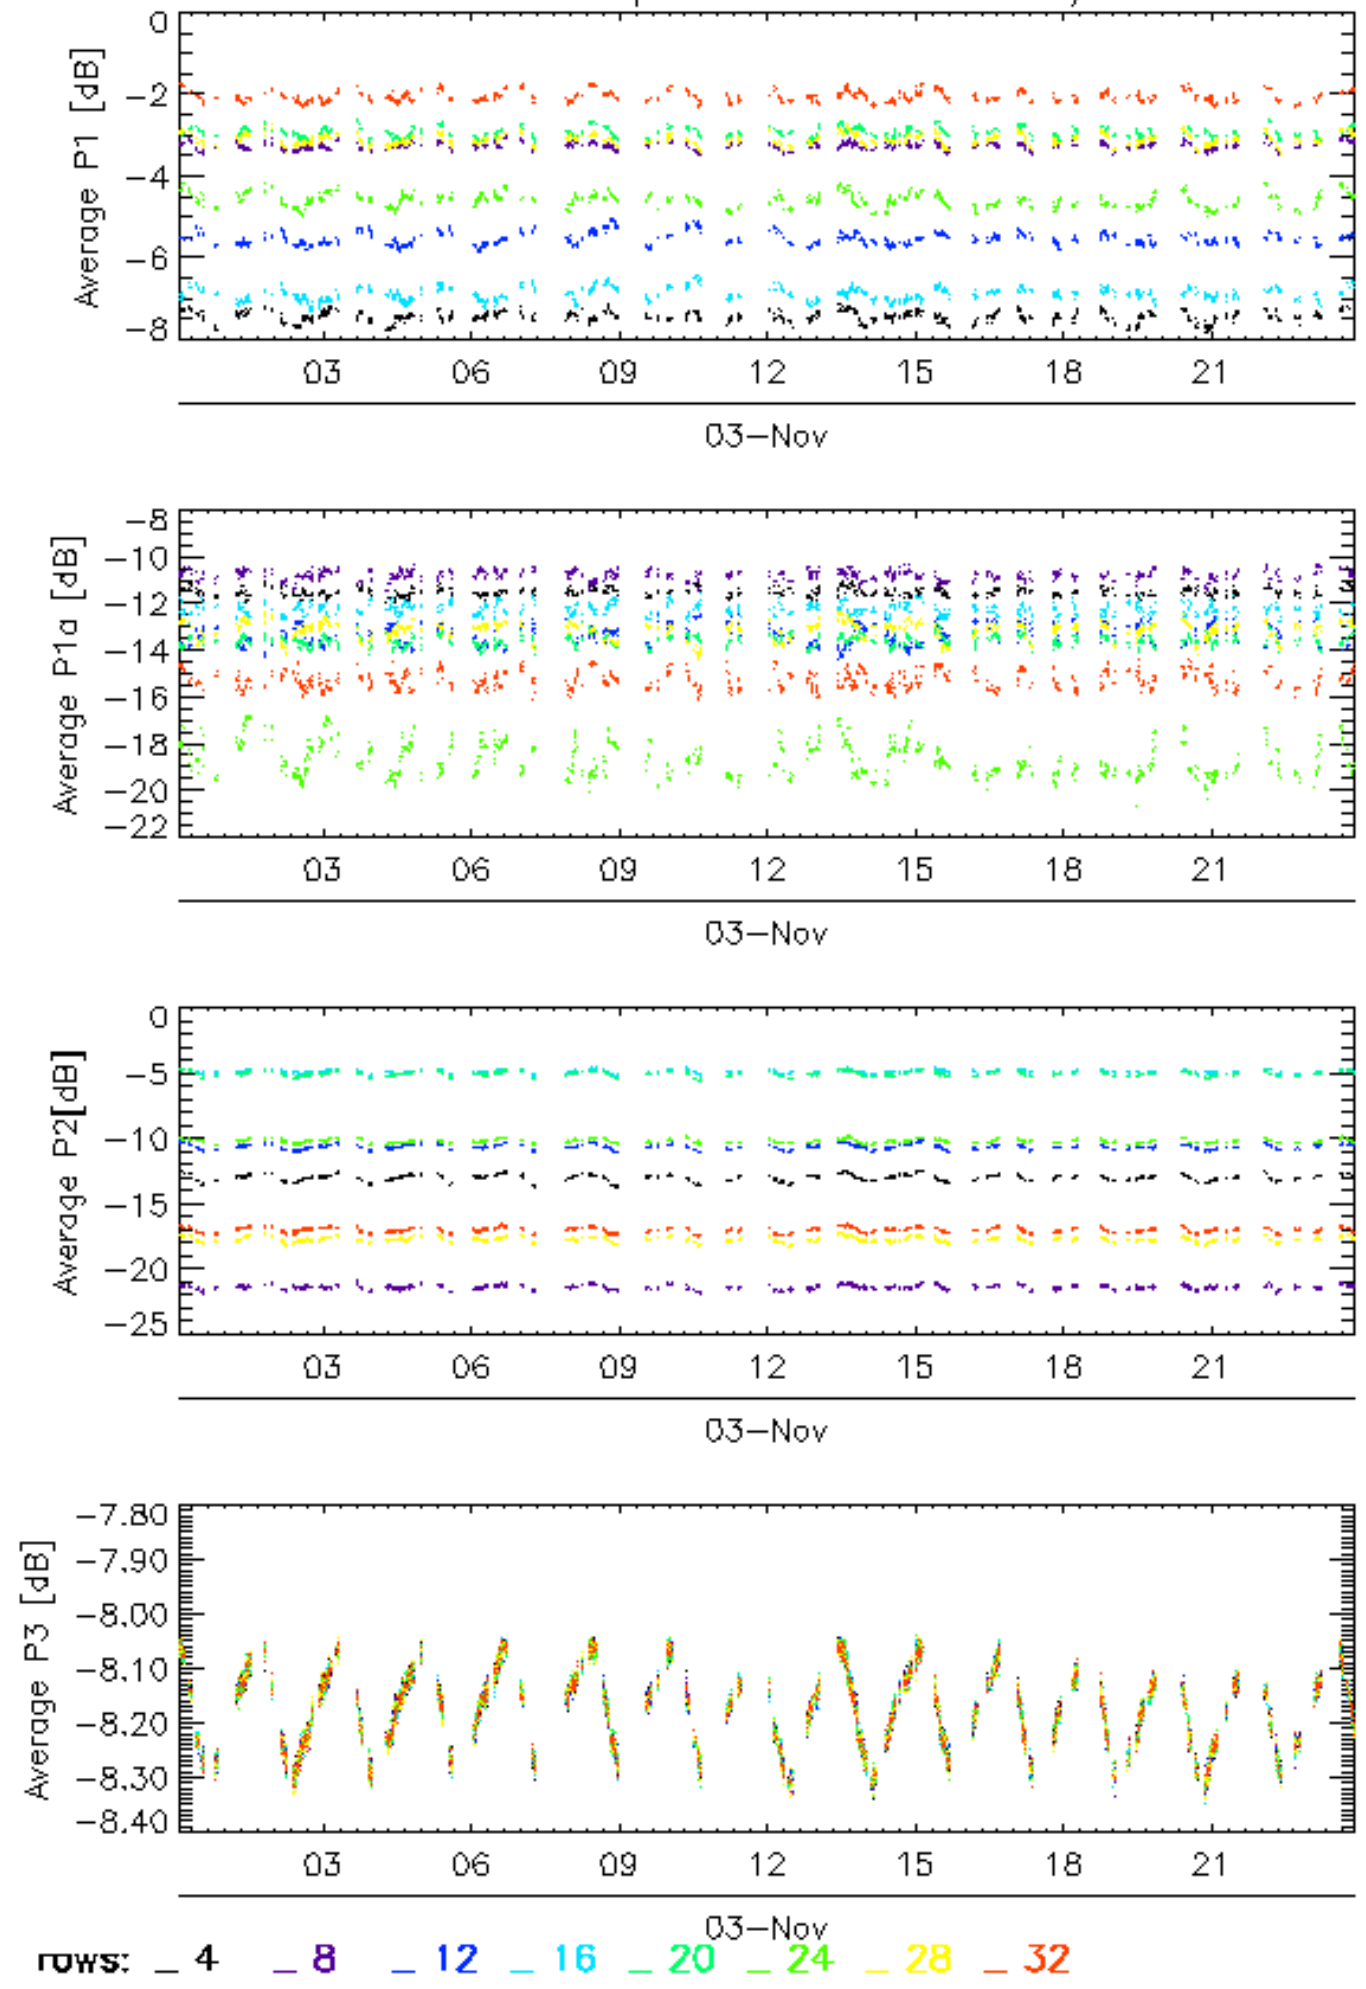 0
-2
-4
-6
-8
Average P1 [dB]
03 06 09 12 15 18 21
03-Nov
-8
-10
-12
-14
-16
-18
-20
-22
Average P1a [dB]
03 06 09 12 15 18 21
03-Nov
0
-5
-10
-15
-20
-25
Average P2[dB]
03 06 09 12 15 18 21
03-Nov
-7.80
-7.90
-8.00
-8.10
-8.20
-8.30
-8.40
Average P3 [dB]
03 06 09 12 15 18 21
03-Nov
rows: _ 4 _ 8 _ 12 _ 16 _ 20 _ 24 _ 28 _ 32